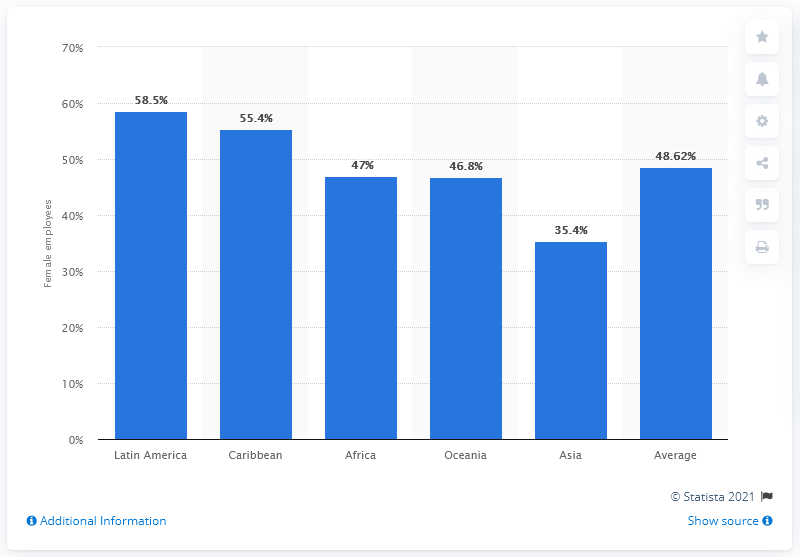 70%
60%
50%
40%
30%
20%
10%
0%
Female employees
58.5%
55.4%
47%
46.8%
35.4%
48.62%
Latin America
Caribbean
Africa
Oceania
Asia
Average
© Statista 2021
Additional Information
Show source